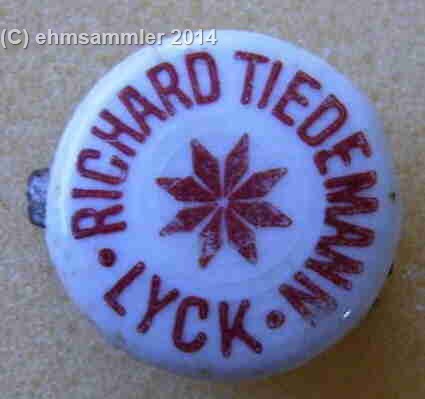 (C) ehmsammler 2014
RICHARD TIEDEMANN
· LYCK ·